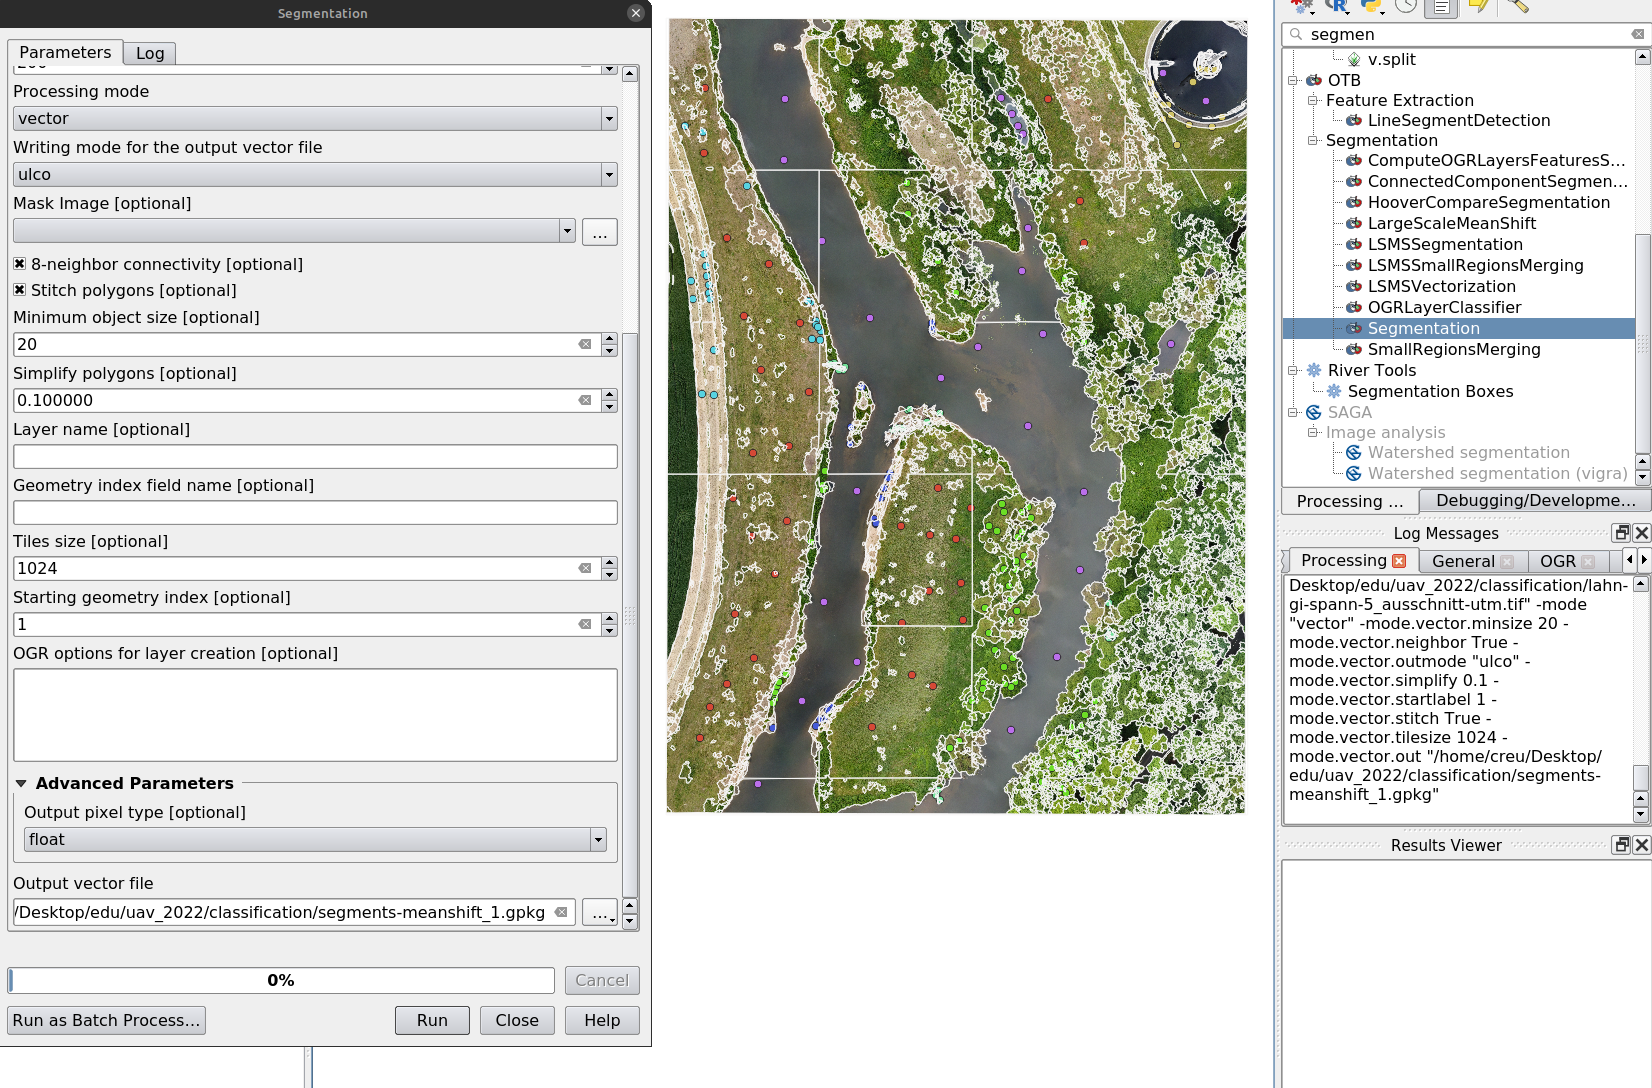 Segmentation
Parameters
Log
Processing mode
vector
Writing mode for the output vector file
ulco
Mask Image [optional]
...
8-neighbor connectivity [optional]
Stitch polygons [optional]
Minimum object size [optional]
20
Simplify polygons [optional]
0.100000
Layer name [optional]
Geometry index field name [optional]
Tiles size [optional]
1024
Starting geometry index [optional]
1
OGR options for layer creation [optional]
Advanced Parameters
Output pixel type [optional]
float
Output vector file
/Desktop/edu/uav_2022/classification/segments-meanshift_1.gpkg
...
0%
Cancel
Run as Batch Process...
Run
Close
Help
segmen
v.split
OTB
Feature Extraction
LineSegmentDetection
Segmentation
ComputeOGRLayersFeaturesS...
ConnectedComponentSegmen...
HooverCompareSegmentation
LargeScaleMeanShift
LSMSSegmentation
LSMSSmallRegionsMerging
LSMSVectorization
OGRLayerClassifier
Segmentation
SmallRegionsMerging
River Tools
Segmentation Boxes
SAGA
Image analysis
Watershed segmentation
Watershed segmentation (vigra)
Processing ...
Debugging/Developme...
Log Messages
Processing
General
OGR
Desktop/edu/uav_2022/classification/lahn-
gi-spann-5_ausschnitt-utm.tif" -mode
"vector" -mode.vector.minsize 20 -
mode.vector.neighbor True -
mode.vector.outmode "ulco" -
mode.vector.simplify 0.1 -
mode.vector.startlabel 1 -
mode.vector.stitch True -
mode.vector.tilesize 1024 -
mode.vector.out "/home/creu/Desktop/
edu/uav_2022/classification/segments-
meanshift_1.gpkg"
Results Viewer